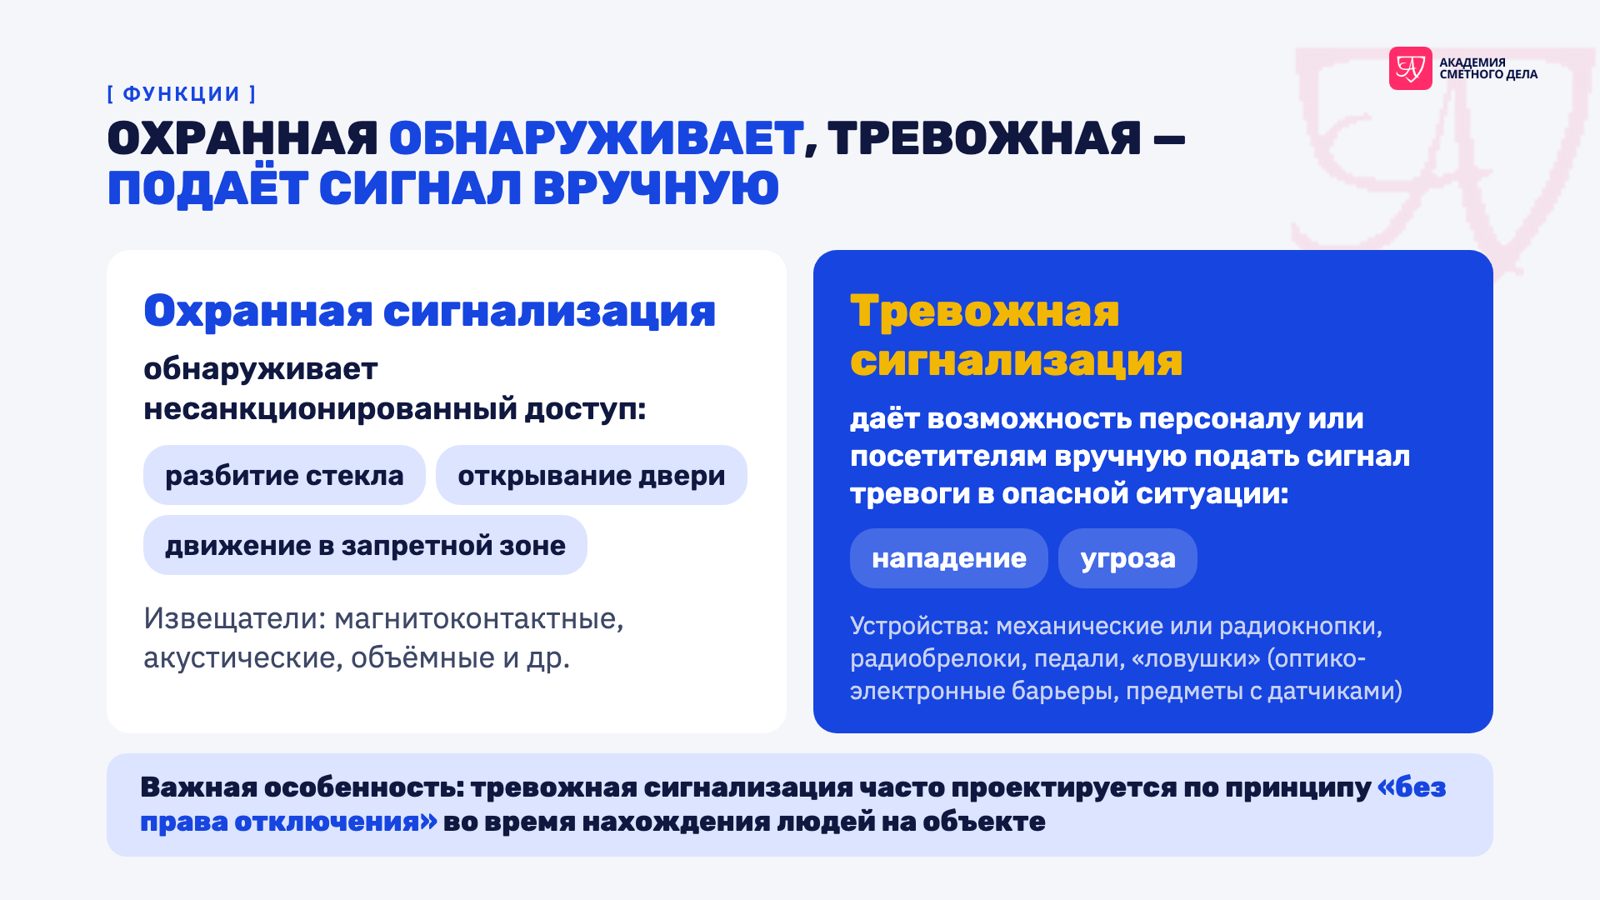 АКАДЕМИЯ
СМЕТНОГО ДЕЛА
[ ФУНКЦИИ ]
ОХРАННАЯ ОБНАРУЖИВАЕТ, ТРЕВОЖНАЯ —
ПОДАЁТ СИГНАЛ ВРУЧНУЮ
Охранная сигнализация
обнаруживает
несанкционированный доступ:
разбитие стекла
открывание двери
движение в запретной зоне
Извещатели: магнитоконтактные,
акустические, объёмные и др.
Тревожная
сигнализация
даёт возможность персоналу или
посетителям вручную подать сигнал
тревоги в опасной ситуации:
нападение
угроза
Устройства: механические или радиокнопки,
радиобрелоки, педали, «ловушки» (оптико-
электронные барьеры, предметы с датчиками)
Важная особенность: тревожная сигнализация часто проектируется по принципу «без
права отключения» во время нахождения людей на объекте